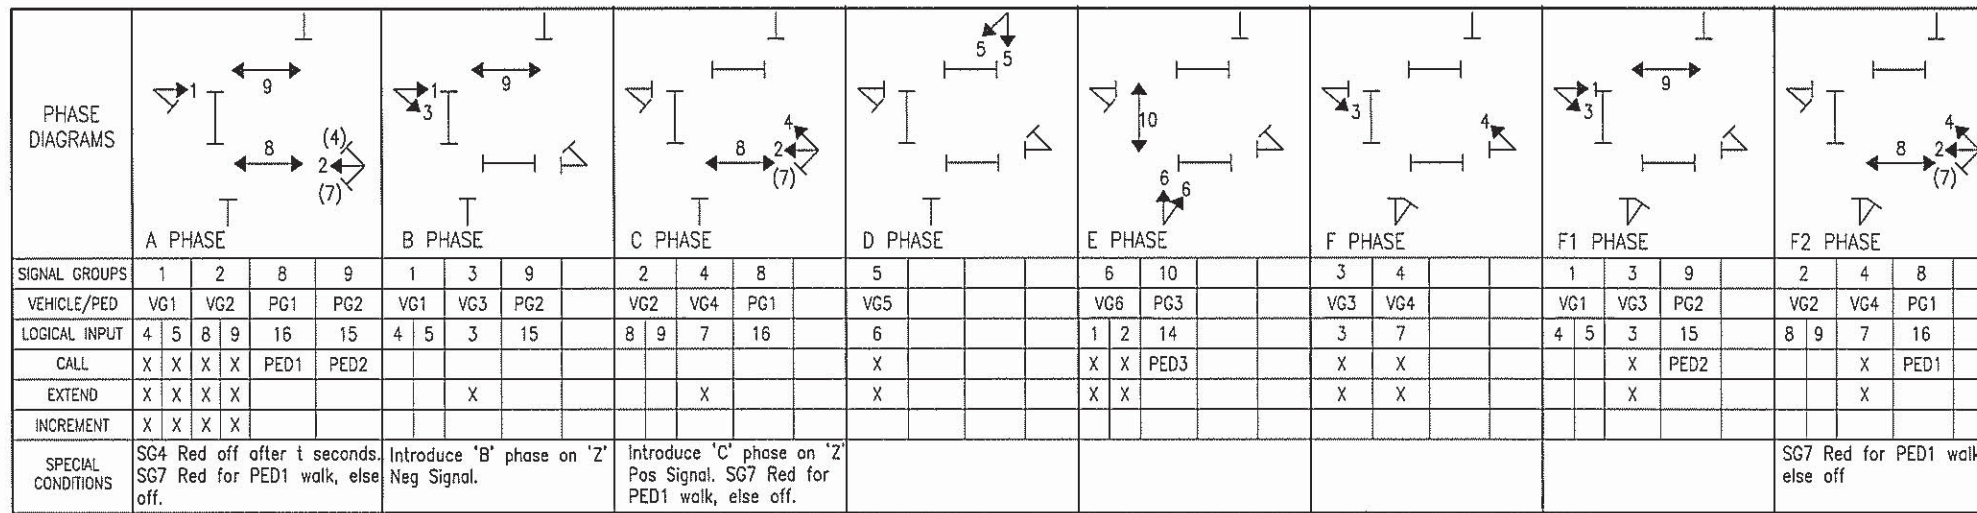 PHASE DIAGRAMS
1 9 8 (4) 2 (7) A PHASE
1 3 9 B PHASE
4 8 2 (7) C PHASE
5 5 D PHASE
10 6 6 E PHASE
3 4 F PHASE
1 3 9 F1 PHASE
4 8 2 (7) F2 PHASE
SIGNAL GROUPS 1 2 8 9 1 3 9 2 4 8 5 6 10 3 4 1 3 9 2 4 8
VEHICLE/PED VG1 VG2 PG1 PG2 VG1 VG3 PG2 VG2 VG4 PG1 VG5 VG6 PG3 VG3 VG4 VG1 VG3 PG2 VG2 VG4 PG1
LOGICAL INPUT 4 5 8 9 16 15 4 5 3 15 8 9 7 16 6 1 2 14 3 7 4 5 3 15 8 9 7 16
CALL X X X X PED1 PED2 X X X PED3 X X X PED2 X PED1
EXTEND X X X X X X X X X X X X X
INCREMENT X X X X
SPECIAL CONDITIONS
SG4 Red off after t seconds.
SG7 Red for PED1 walk, else
off.
Introduce 'B' phase on 'Z'
Neg Signal.
Introduce 'C' phase on 'Z'
Pos Signal. SG7 Red for
PED1 walk, else off.
SG7 Red for PED1 walk
else off